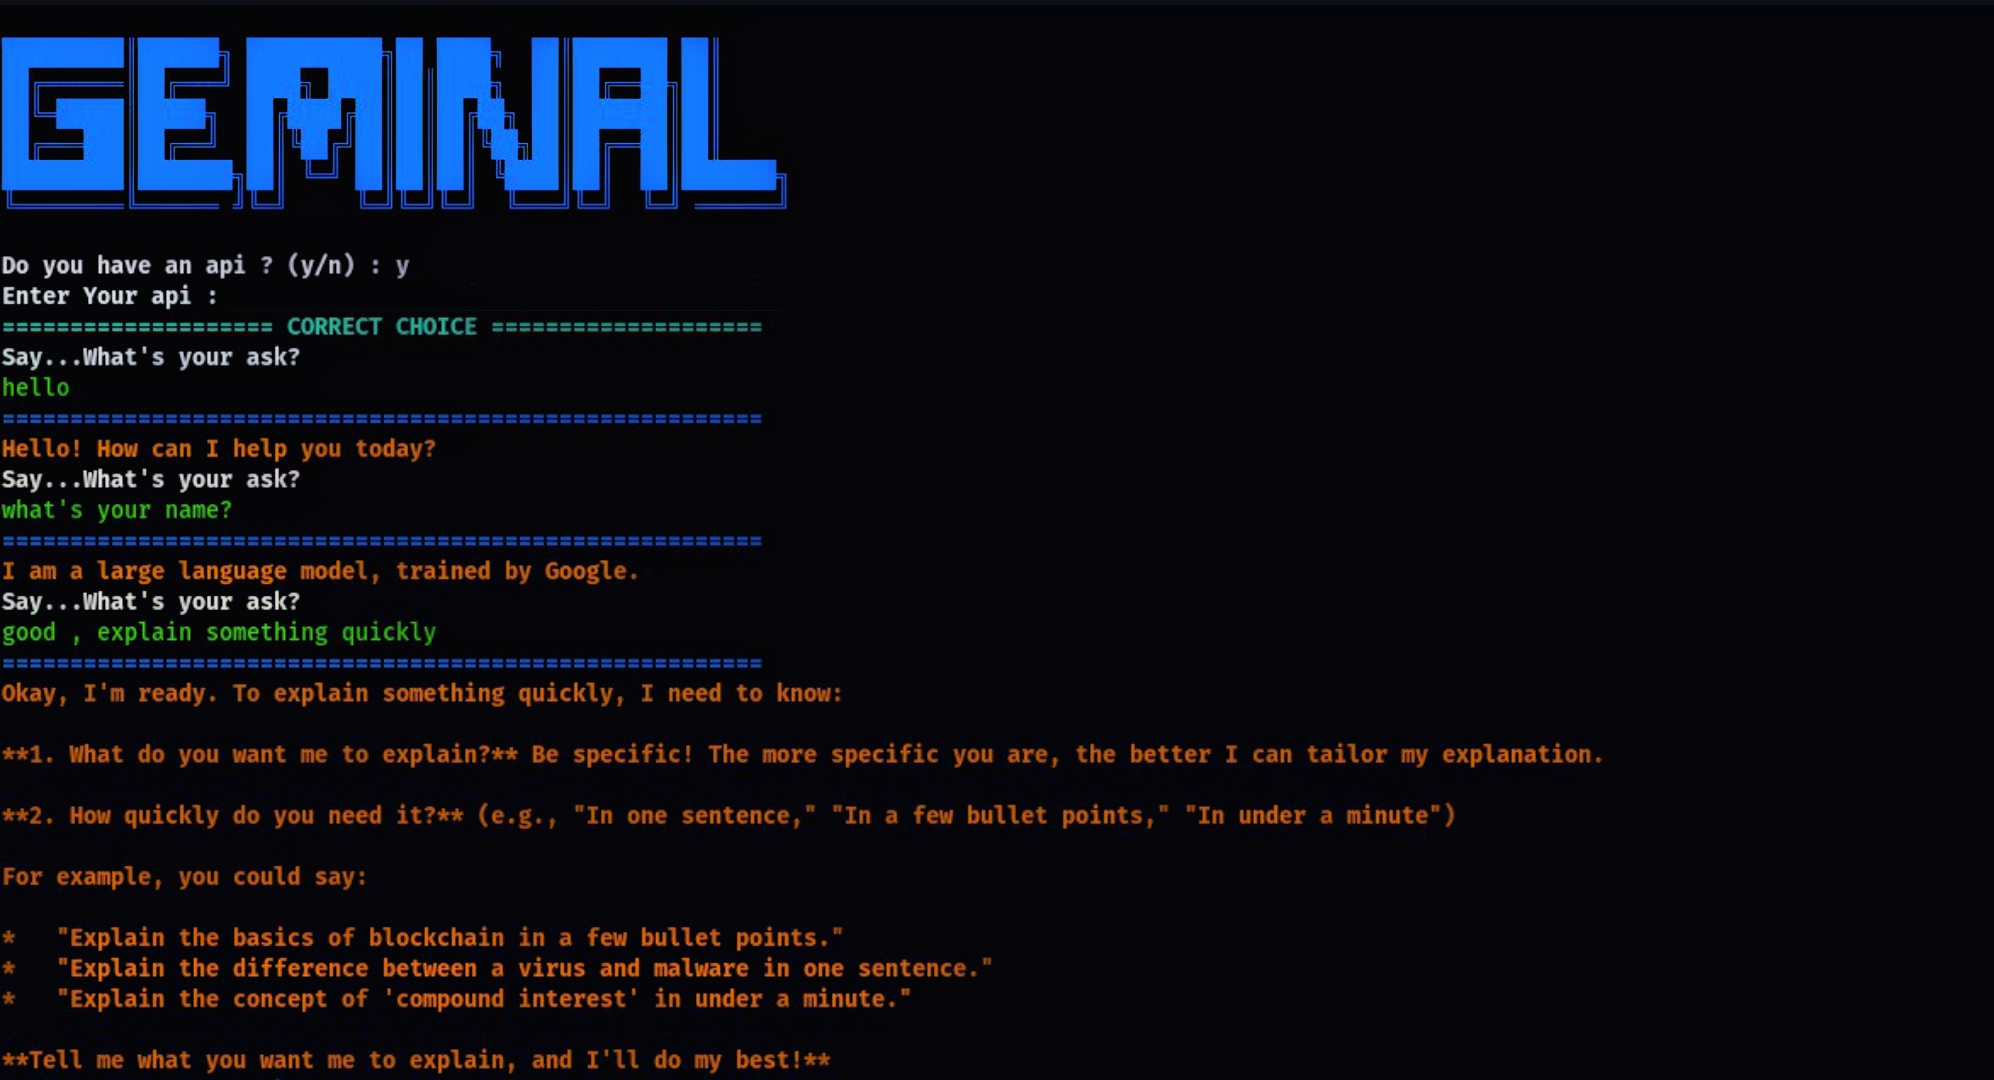 GEMINAL
Do you have an api ? (y/n) : y
Enter Your api :
==================== CORRECT CHOICE ====================
Say...What's your ask?
hello
========================================================
Hello! How can I help you today?
Say...What's your ask?
what's your name?
========================================================
I am a large language model, trained by Google.
Say...What's your ask?
good , explain something quickly
========================================================
Okay, I'm ready. To explain something quickly, I need to know:
**1. What do you want me to explain?** Be specific! The more specific you are, the better I can tailor my explanation.
**2. How quickly do you need it?** (e.g., "In one sentence," "In a few bullet points," "In under a minute")
For example, you could say:
*   "Explain the basics of blockchain in a few bullet points."
*   "Explain the difference between a virus and malware in one sentence."
*   "Explain the concept of 'compound interest' in under a minute."
**Tell me what you want me to explain, and I'll do my best!**